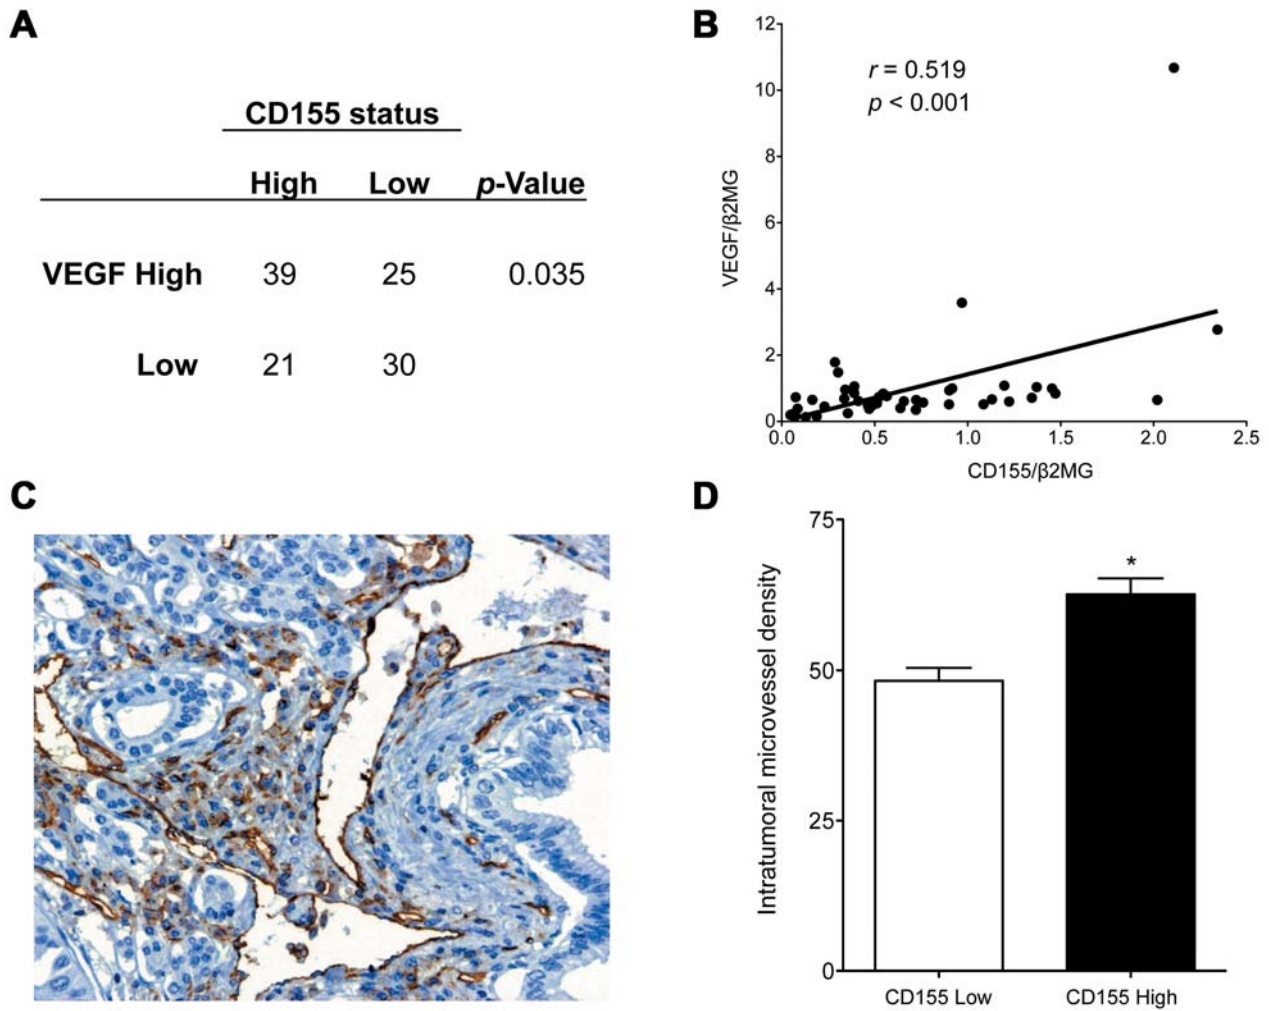 A
CD155 status
High Low p-Value
VEGF High 39 25 0.035
Low 21 30
B
r = 0.519
p < 0.001
12
10
8
6
4
2
0
VEGF/β2MG
0.0 0.5 1.0 1.5 2.0 2.5
CD155/β2MG
C
D
75
50
25
0
Intratumoral microvessel density
*
CD155 Low CD155 High